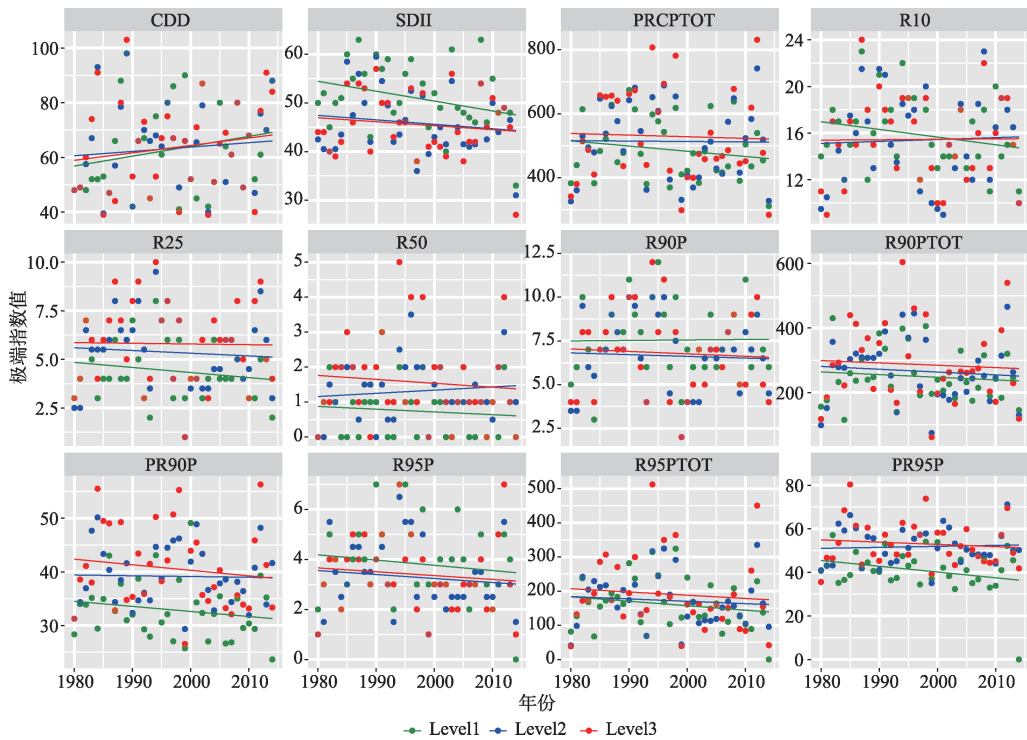 CDD SDII PRCPTOT R10
100 80 60 40
60 50 40 30
800 600 400
24 20 16 12
R25 R50 R90P R90PTOT
10.0 7.5 5.0 2.5
5 4 3 2 1 0
12.5 10.0 7.5 5.0 2.5
600 400 200
极端指数值
PR90P R95P R95PTOT PR95P
50 40 30
6 4 2 0
500 400 300 200 100 0
80 60 40 20 0
1980 1990 2000 2010 1980 1990 2000 2010 1980 1990 2000 2010 1980 1990 2000 2010
年份
Level1 Level2 Level3